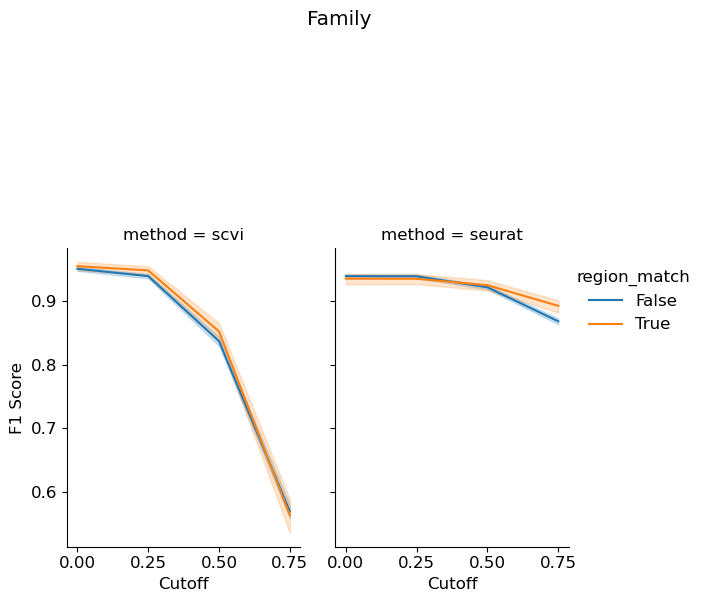 Family
method = scvi
method = seurat
F1 Score
0.9
0.8
0.7
0.6
0.00 0.25 0.50 0.75
0.00 0.25 0.50 0.75
Cutoff
Cutoff
region_match
False
True